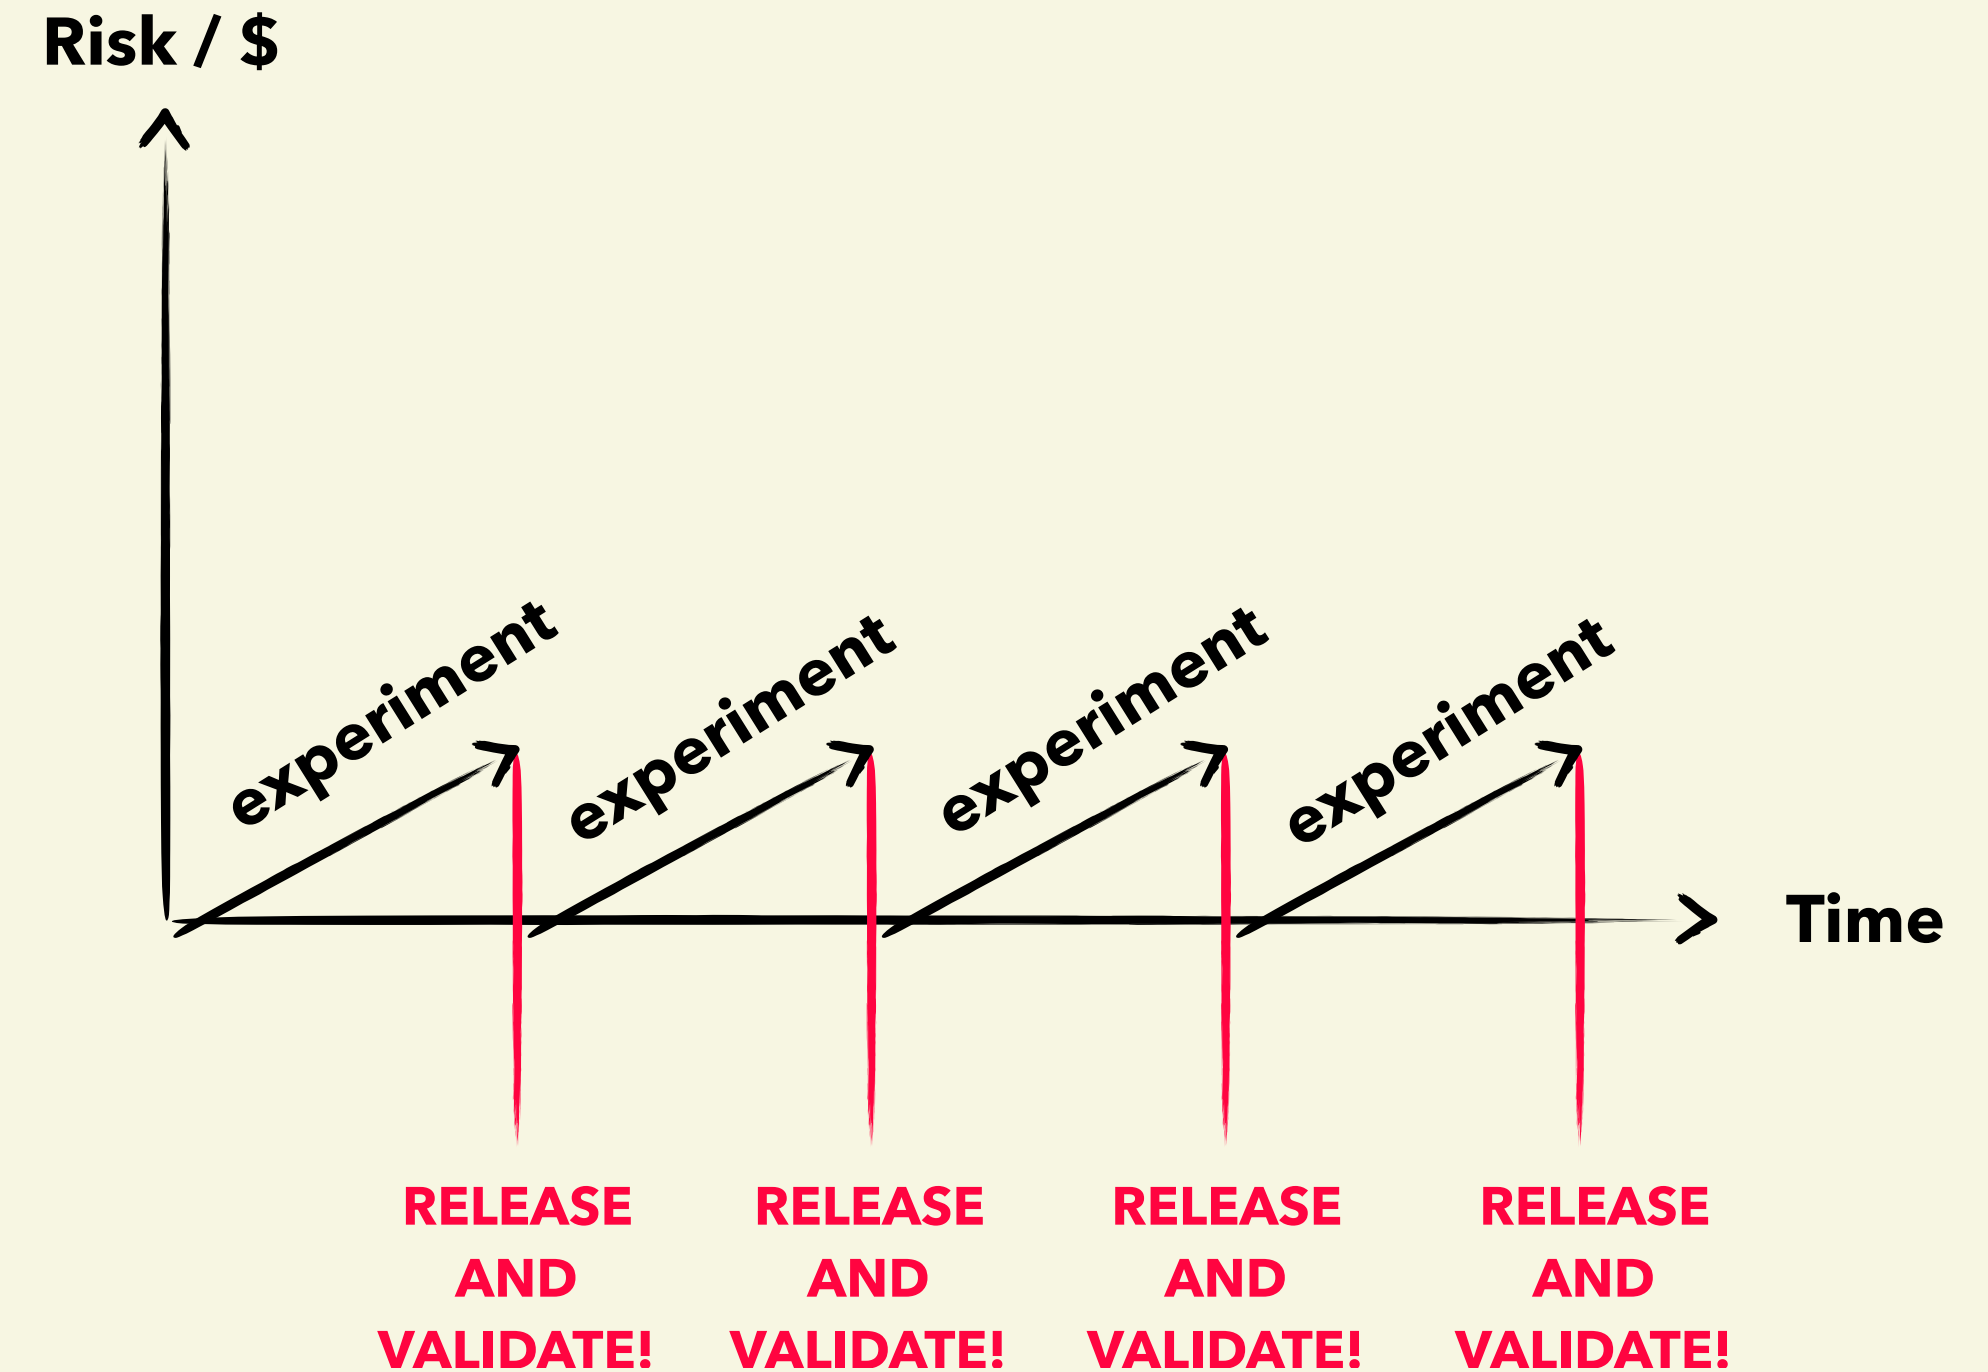 Risk / $
experiment
experiment
experiment
experiment
Time
RELEASE
AND
VALIDATE!
RELEASE
AND
VALIDATE!
RELEASE
AND
VALIDATE!
RELEASE
AND
VALIDATE!